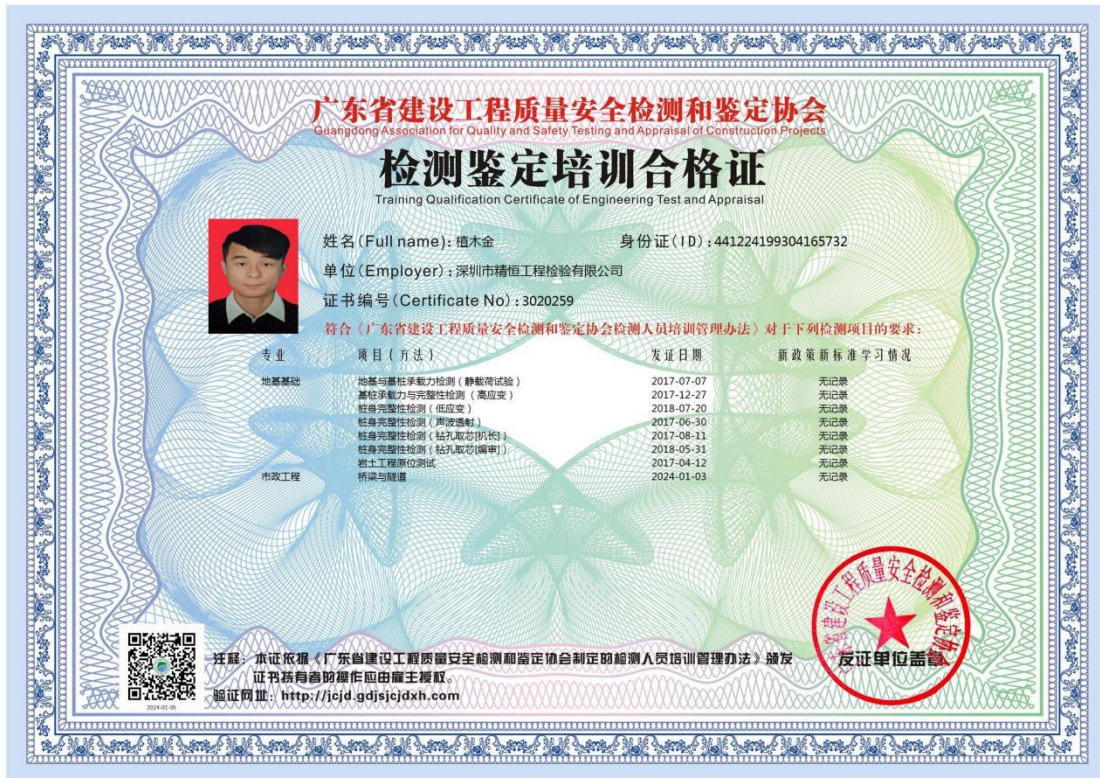 广东省建设工程质量安全检测和鉴定协会
Guangdong Association for Quality and Safety Testing and Appraisal of Construction Projects
检测鉴定培训合格证
Training Qualification Certificate of Engineering Test and Appraisal
姓名(Full name): 植木金 身份证(ID): 441224199304165732
单位(Employer): 深圳市精恒工程检验有限公司
证书编号(Certificate No): 3020259
符合《广东省建设工程质量安全检测和鉴定协会检测人员培训管理办法》对于下列检测项目的要求:
专业 项目(方法) 发证日期 新政策新标准学习情况
地基基础 地基与基桩承载力检测(静载荷试验) 2017-07-07 无记录
基桩承载力与完整性检测(高应变) 2017-12-27 无记录
桩身完整性检测(低应变) 2018-07-20 无记录
桩身完整性检测(声波透射) 2017-06-30 无记录
桩身完整性检测(钻孔取芯[机长]) 2017-08-11 无记录
桩身完整性检测(钻孔取芯[编审]) 2018-05-31 无记录
岩土工程原位测试 2017-04-12 无记录
市政工程 桥梁与隧道 2024-01-03 无记录
广东省建设工程质量安全检测和鉴定协会
发证单位盖章
注释: 本证依据《广东省建设工程质量安全检测和鉴定协会制定的检测人员培训管理办法》颁发
证书持有者的操作应由雇主授权。
验证网址: http://jcjd.gdjsjcjdxh.com
2024-01-05